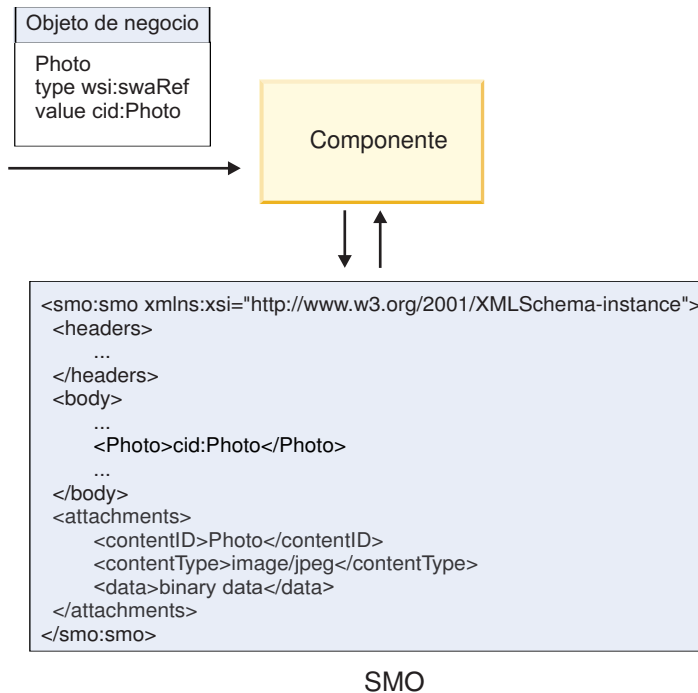 Objeto de negocio
Photo
type wsi:swaRef
value cid:Photo
Componente
<smo:smo xmlns:xsi="http://www.w3.org/2001/XMLSchema-instance">
<headers>
...
</headers>
<body>
...
<Photo>cid:Photo</Photo>
...
</body>
<attachments>
<contentID>Photo</contentID>
<contentType>image/jpeg</contentType>
<data>binary data</data>
</attachments>
</smo:smo>
SMO